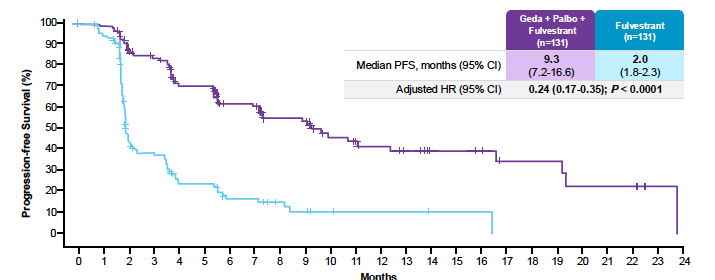 Geda + Palbo +
Fulvestrant
(n=131)
Fulvestrant
(n=131)
Median PFS, months (95% CI)
9.3
(7.2-16.6)
2.0
(1.8-2.3)
Adjusted HR (95% CI)
0.24 (0.17-0.35); P < 0.0001
Progression-free Survival (%)
100
90
80
70
60
50
40
30
20
10
0
0 1 2 3 4 5 6 7 8 9 10 11 12 13 14 15 16 17 18 19 20 21 22 23 24
Months